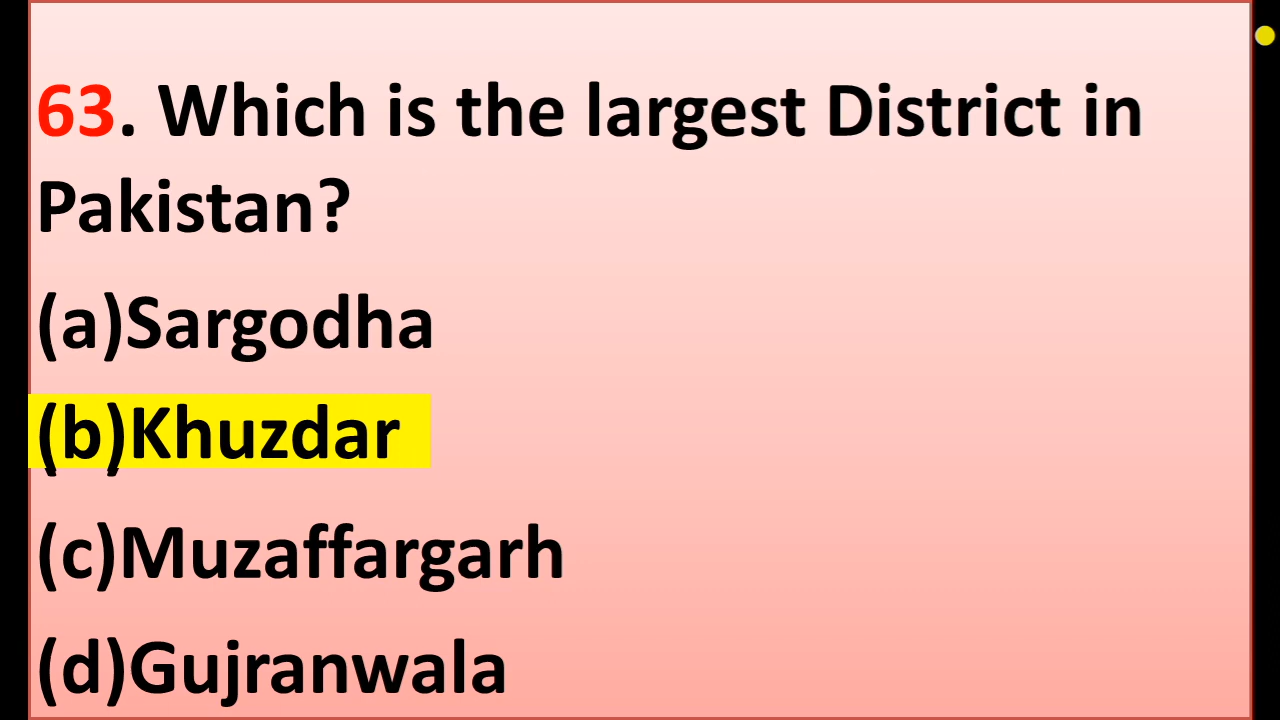 63. Which is the largest District in
Pakistan?
(a)Sargodha
(b)Khuzdar
(c)Muzaffargarh
(d)Gujranwala